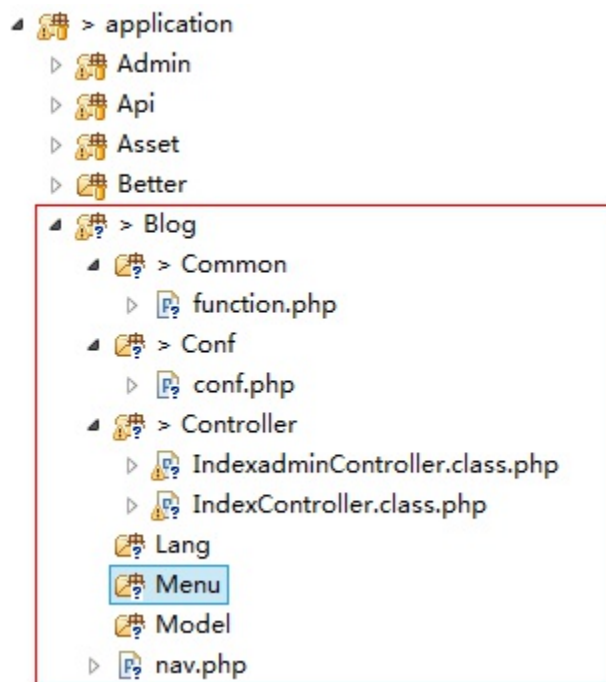 > application
Admin
Api
Asset
Better
> Blog
> Common
function.php
> Conf
conf.php
> Controller
IndexadminController.class.php
IndexController.class.php
Lang
Menu
Model
nav.php